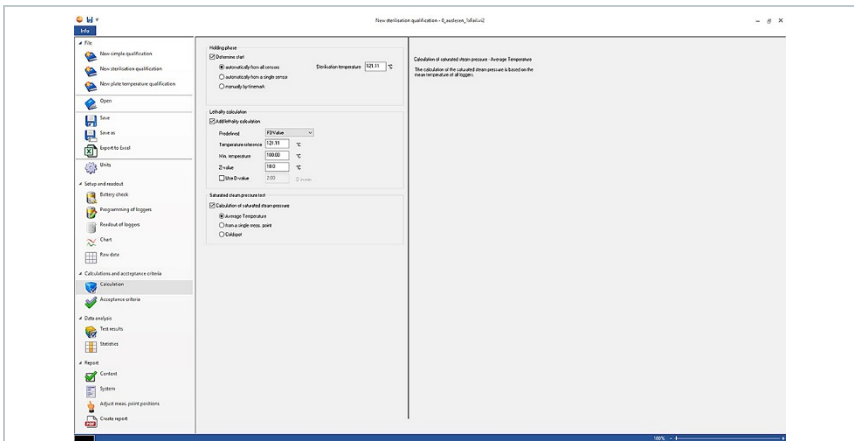 New sterilisation qualification - 0_autoclave_1stFail.vi2
Info
File
New simple qualification
New sterilisation qualification
New plate temperature qualification
Open
Save
Save as
Export to Excel
Units
Setup and readout
Battery check
Programming of loggers
Readout of loggers
Chart
Raw data
Calculations and acceptance criteria
Calculation
Acceptance criteria
Data analysis
Test results
Statistics
Report
Content
System
Adjust meas. point positions
Create report
Holding phase
Determine start
automatically from all sensors
Sterilisation temperature 121.11 °C
automatically from a single sensor
manually by timemark
Lethality calculation
Add lethality calculation
Predefined F0 Value
Temperature reference 121.11 °C
Min. temperature 100.00 °C
Z-value 10.0 °C
Use D-value 2.00
Saturated steam pressure test
Calculation of saturated steam pressure
Average Temperature
from a single meas. point
Coldspot
Calculation of saturated steam pressure - Average Temperature
The calculation of the saturated steam pressure is based on the
mean temperature of all loggers.
100%